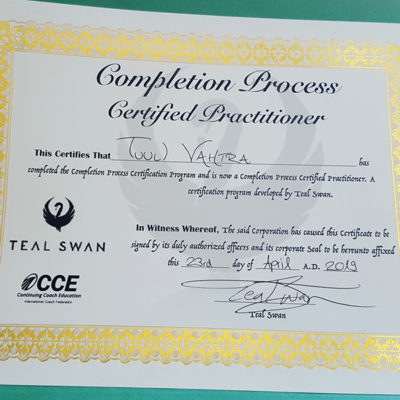 Completion Process
Certified Practitioner
This Certifies That Tuuli Vahtra has
completed the Completion Process Certification Program and is now a Completion Process Certified Practitioner. A
certification program developed by Teal Swan.
TEAL SWAN
In Witness Whereof, The said Corporation has caused this Certificate to be
signed by its duly authorized officers and its corporate Seal to be hereunto affixed
this 23rd day of April A.D. 2019
Teal Swan
Teal Swan
CCE
Continuing Coach Education
International Coach Federation